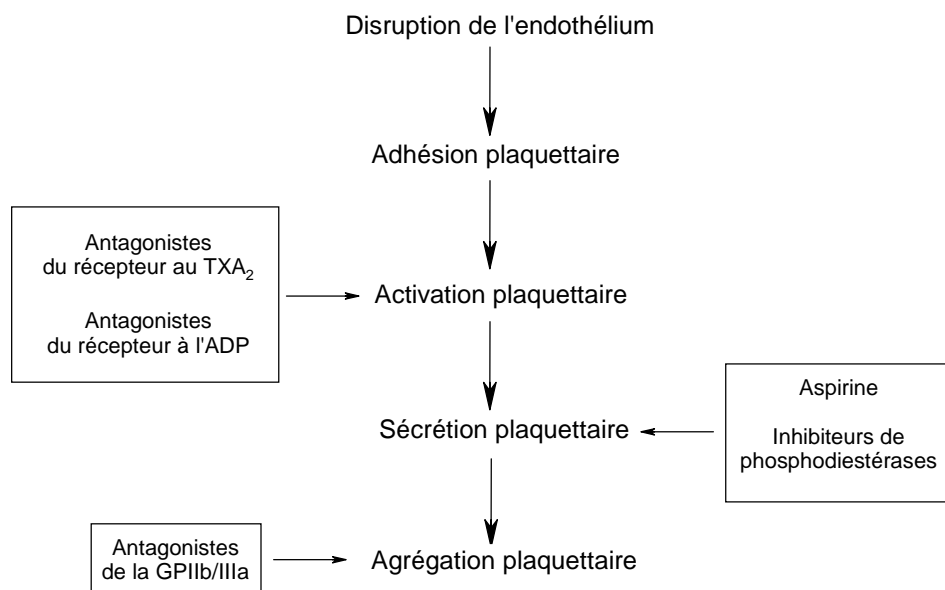 Disruption de l'endothélium
Adhésion plaquettaire
Antagonistes
du récepteur au TXA₂
Antagonistes
du récepteur à l'ADP
Activation plaquettaire
Sécrétion plaquettaire
Aspirine
Inhibiteurs de
phosphodiestérases
Antagonistes
de la GPIIb/IIIa
Agrégation plaquettaire